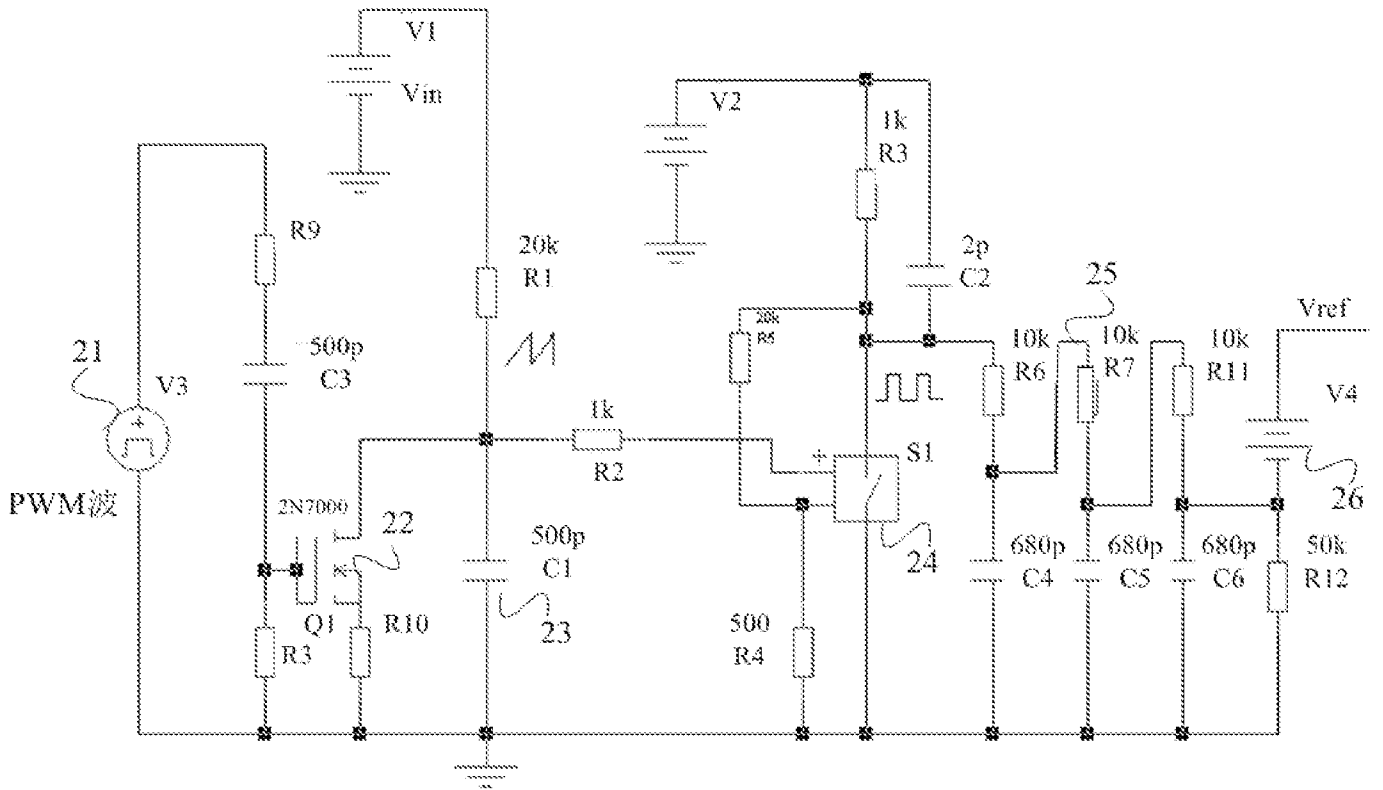 V1
Vin
V2
1k
R3
R9
20k
R1
2p
C2
25
Vref
21
500p
C3
V3
20k
R5
10k
R6
10k
R7
10k
R11
V4
1k
R2
S1
26
PWM波
2N7000
22
500p
C1
24
680p
C4
680p
C5
680p
C6
50k
R12
Q1
R10
R3
23
500
R4